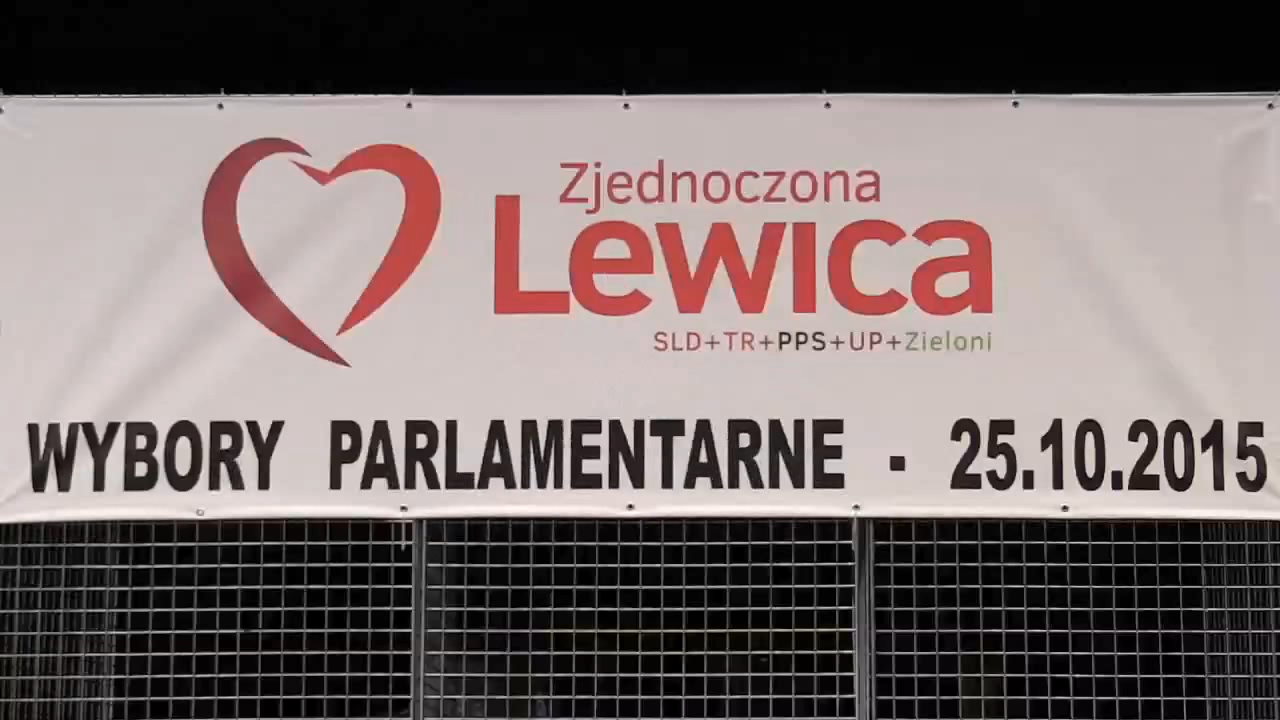 Zjednoczona
Lewica
SLD+TR+PPS+UP+Zieloni
WYBORY PARLAMENTARNE - 25.10.2015